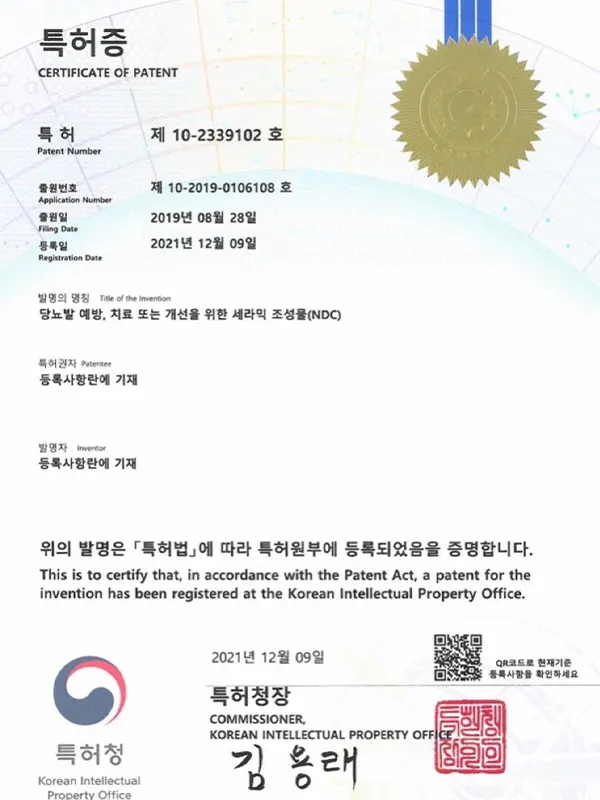 특허증
CERTIFICATE OF PATENT
특 허 제 10-2339102 호
Patent Number
출원번호 제 10-2019-0106108 호
Application Number
출원일 2019년 08월 28일
Filing Date
등록일 2021년 12월 09일
Registration Date
발명의 명칭 Title of the Invention
당뇨발 예방, 치료 또는 개선을 위한 세라믹 조성물(NDC)
특허권자 Patentee
등록사항란에 기재
발명자 Inventor
등록사항란에 기재
위의 발명은 「특허법」에 따라 특허원부에 등록되었음을 증명합니다.
This is to certify that, in accordance with the Patent Act, a patent for the
invention has been registered at the Korean Intellectual Property Office.
2021년 12월 09일
QR코드로 현재기준
등록사항을 확인하세요
특허청장
COMMISSIONER,
KOREAN INTELLECTUAL PROPERTY OFFICE
김용래
특허청
Korean Intellectual
Property Office